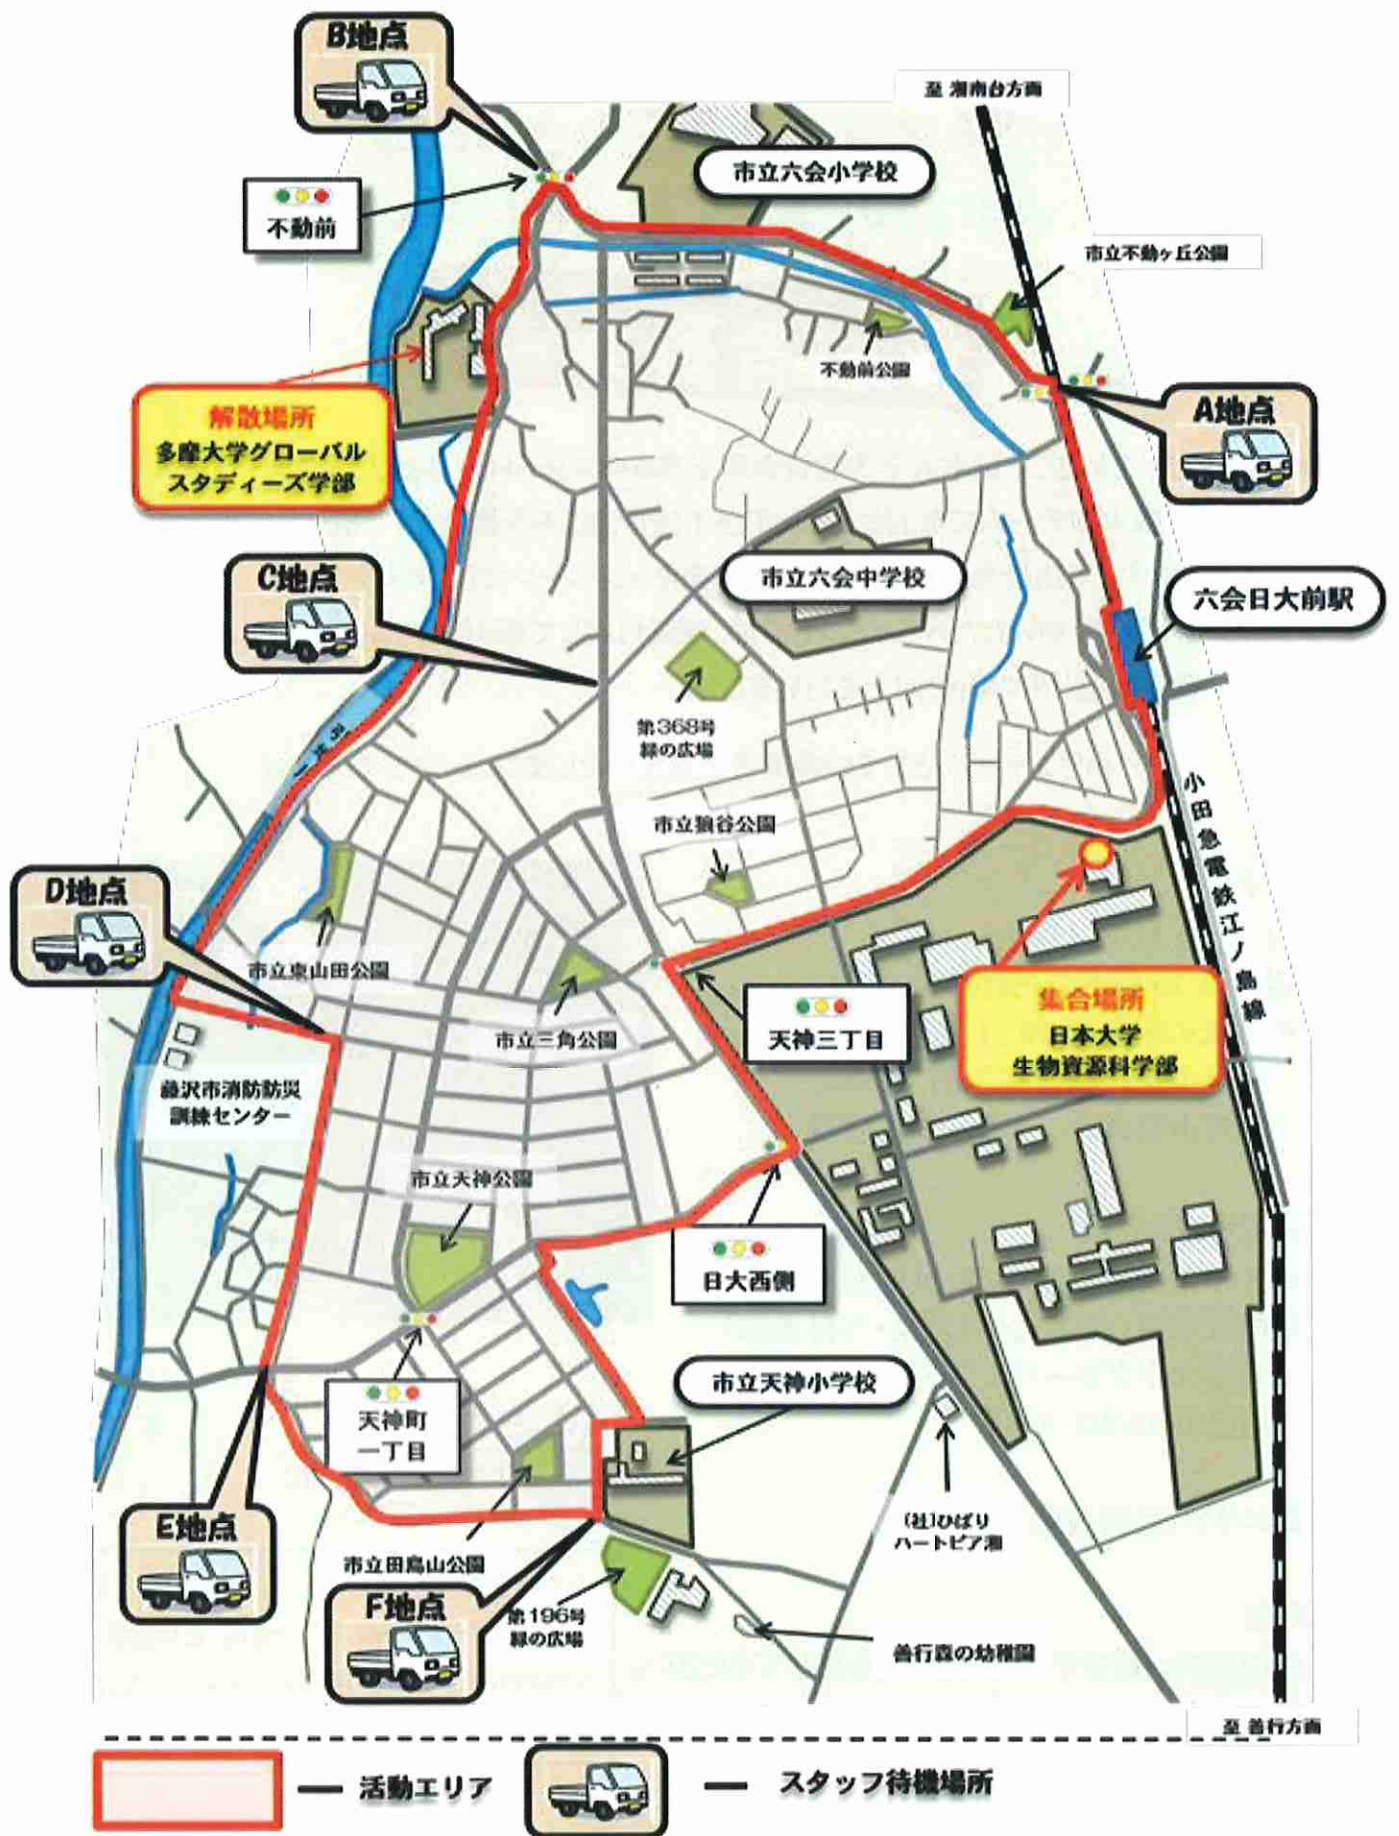 B地点
至 湘南台方面
市立六会小学校
不動前
市立不動ヶ丘公園
不動前公園
A地点
解散場所
多摩大学グローバル
スタディーズ学部
C地点
市立六会中学校
六会日大前駅
第368号
緑の広場
小田急電鉄江ノ島線
市立狼谷公園
D地点
市立東山田公園
市立三角公園
天神三丁目
集合場所
日本大学
生物資源科学部
藤沢市消防防災
訓練センター
市立天神公園
日大西側
市立天神小学校
天神町
一丁目
E地点
(社)ひばり
市立田島山公園
F地点
第196号
緑の広場
善行森の幼稚園
至 善行方面
活動エリア
スタッフ待機場所